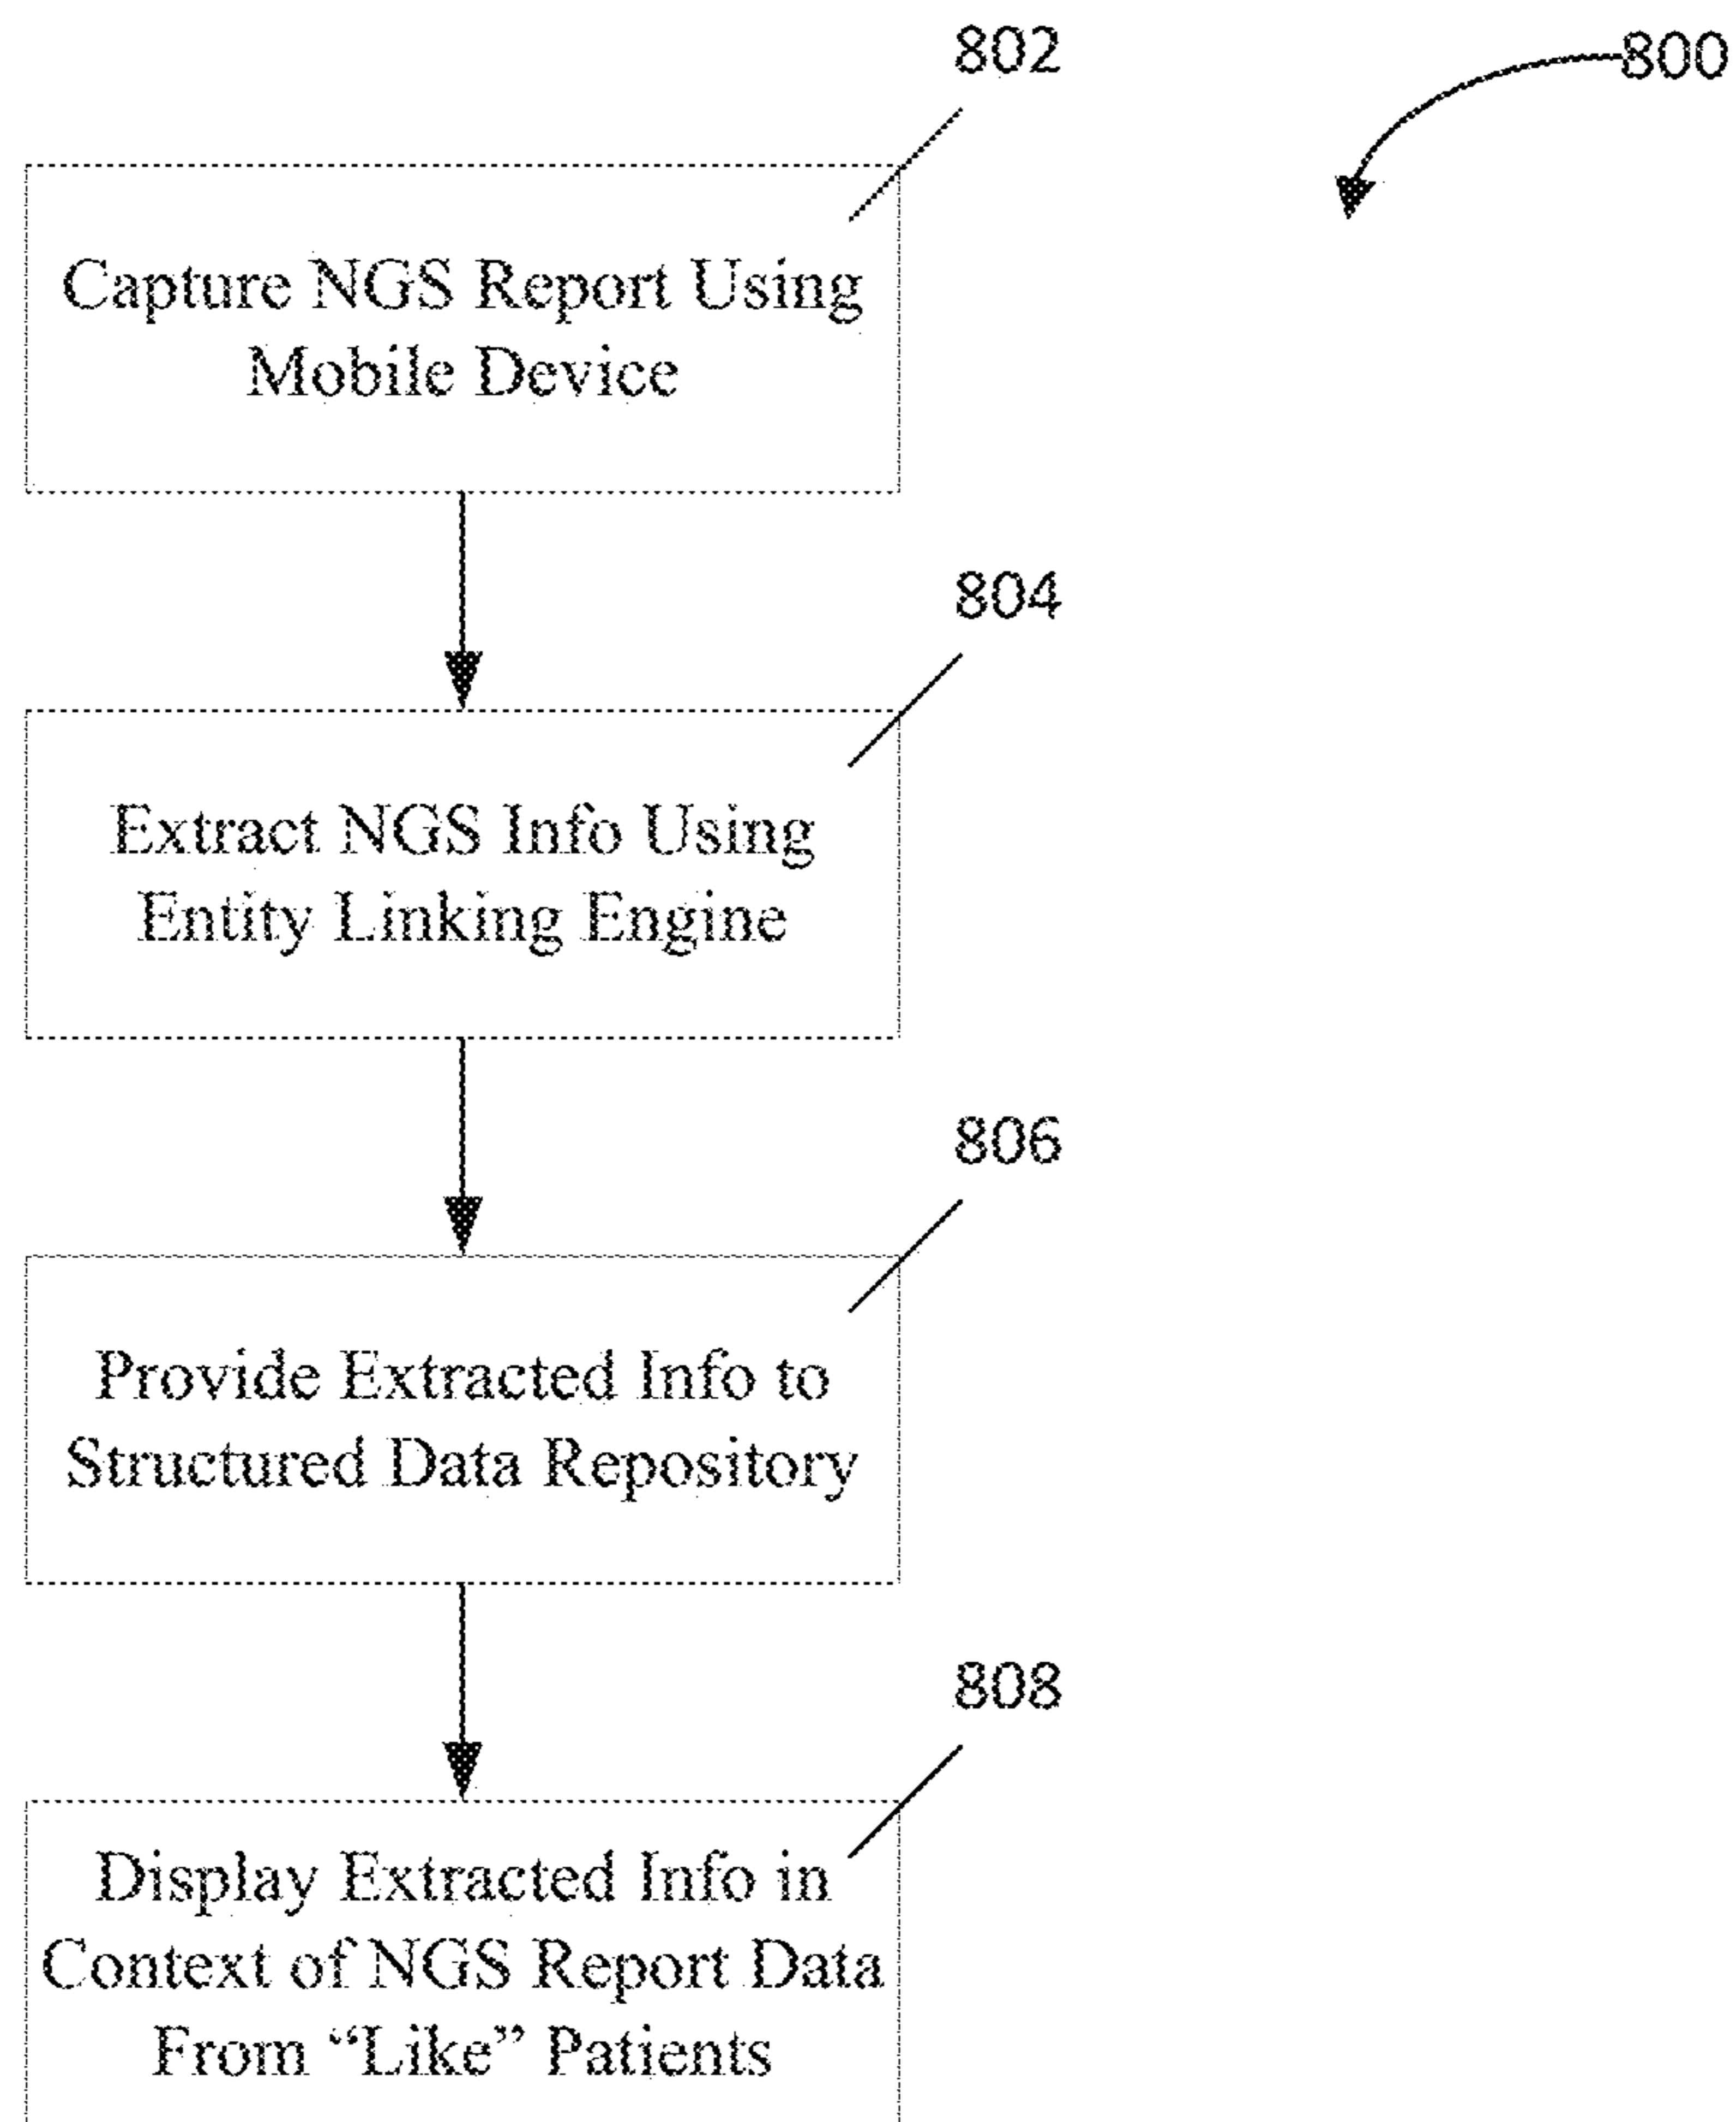 802
800
Capture NGS Report Using
Mobile Device
804
Extract NGS Info Using
Entity Linking Engine
806
Provide Extracted Info to
Structured Data Repository
808
Display Extracted Info in
Context of NGS Report Data
From “Like” Patients